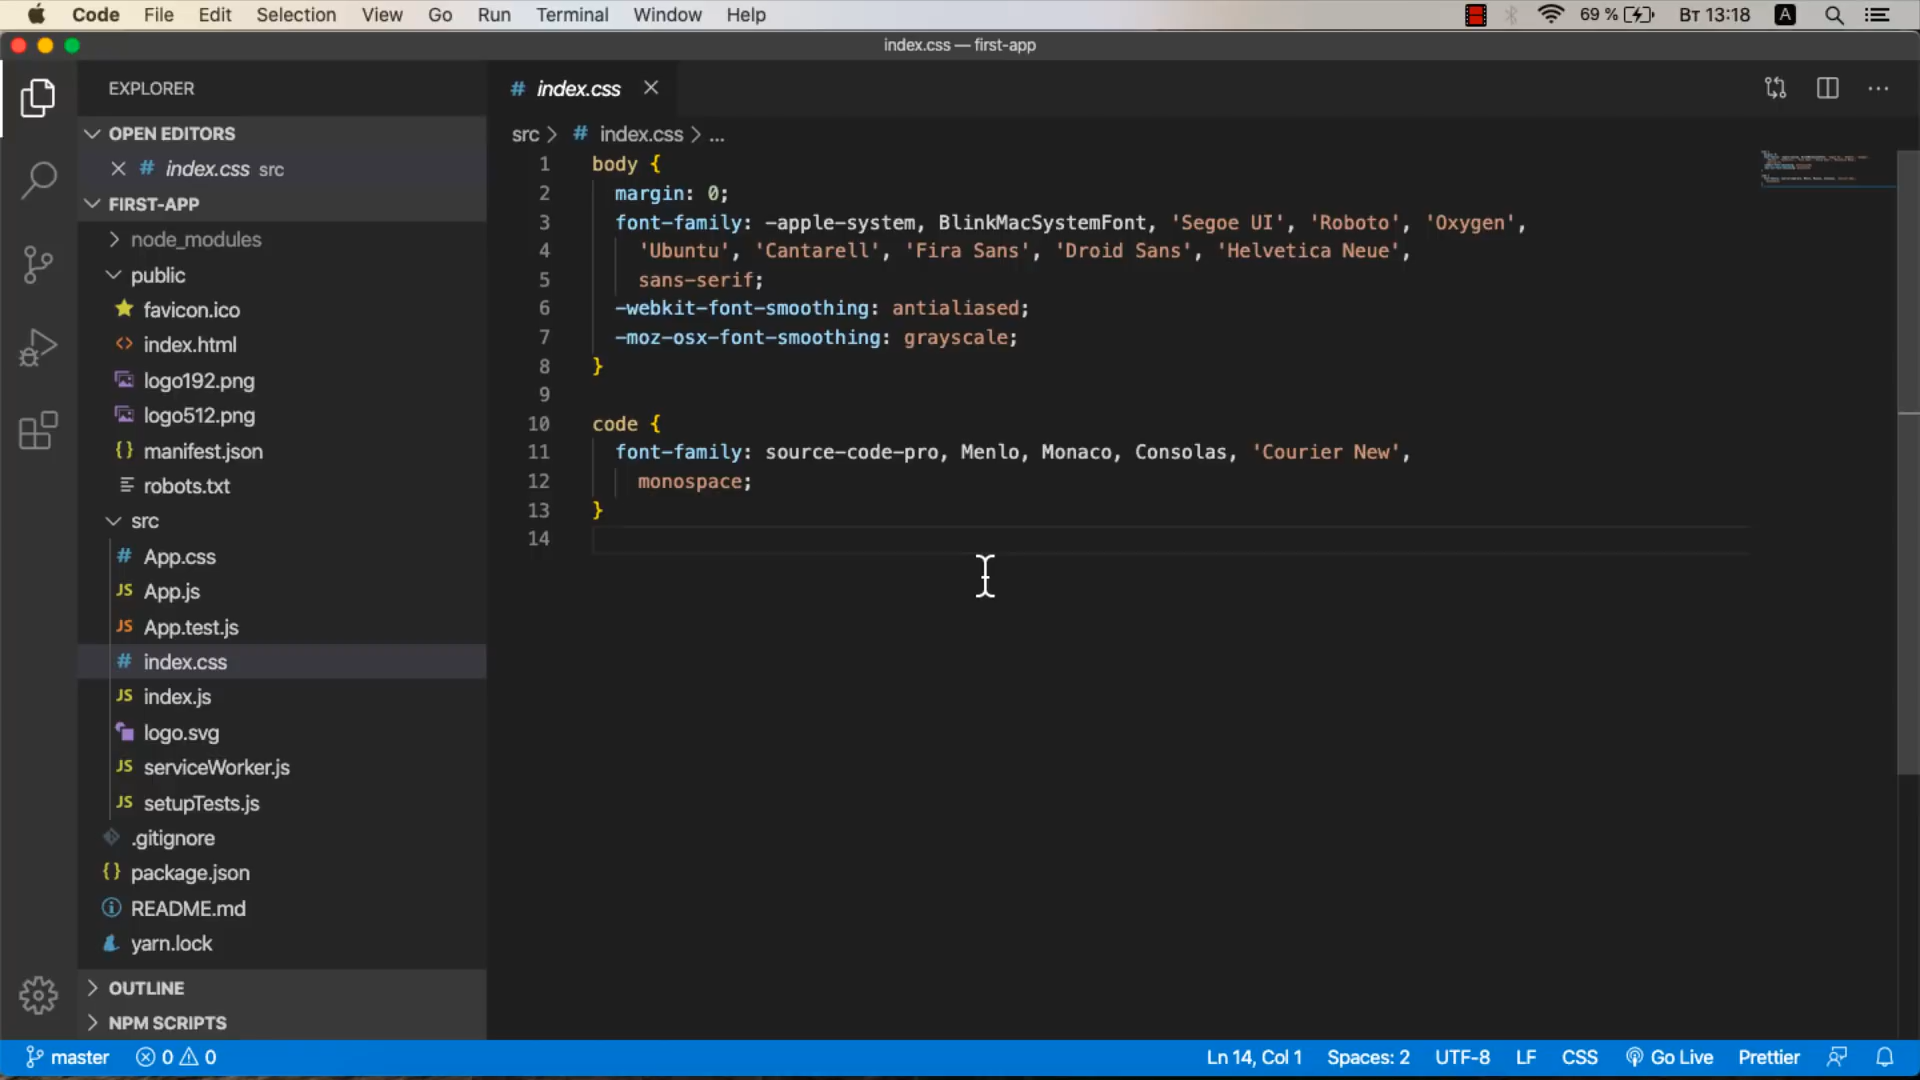 Code File Edit Selection View Go Run Terminal Window Help 69 % Вт 13:18 A
index.css — first-app
EXPLORER
OPEN EDITORS
index.css src
FIRST-APP
node_modules
public
favicon.ico
index.html
logo192.png
logo512.png
manifest.json
robots.txt
src
# App.css
JS App.js
JS App.test.js
# index.css
JS index.js
logo.svg
JS serviceWorker.js
JS setupTests.js
.gitignore
{} package.json
README.md
yarn.lock
OUTLINE
NPM SCRIPTS
# index.css
src > # index.css > ...
1 body {
2 margin: 0;
3 font-family: -apple-system, BlinkMacSystemFont, 'Segoe UI', 'Roboto', 'Oxygen',
4 'Ubuntu', 'Cantarell', 'Fira Sans', 'Droid Sans', 'Helvetica Neue',
5 sans-serif;
6 -webkit-font-smoothing: antialiased;
7 -moz-osx-font-smoothing: grayscale;
8 }
9
10 code {
11 font-family: source-code-pro, Menlo, Monaco, Consolas, 'Courier New',
12 monospace;
13 }
14
master 0 0 Ln 14, Col 1 Spaces: 2 UTF-8 LF CSS Go Live Prettier